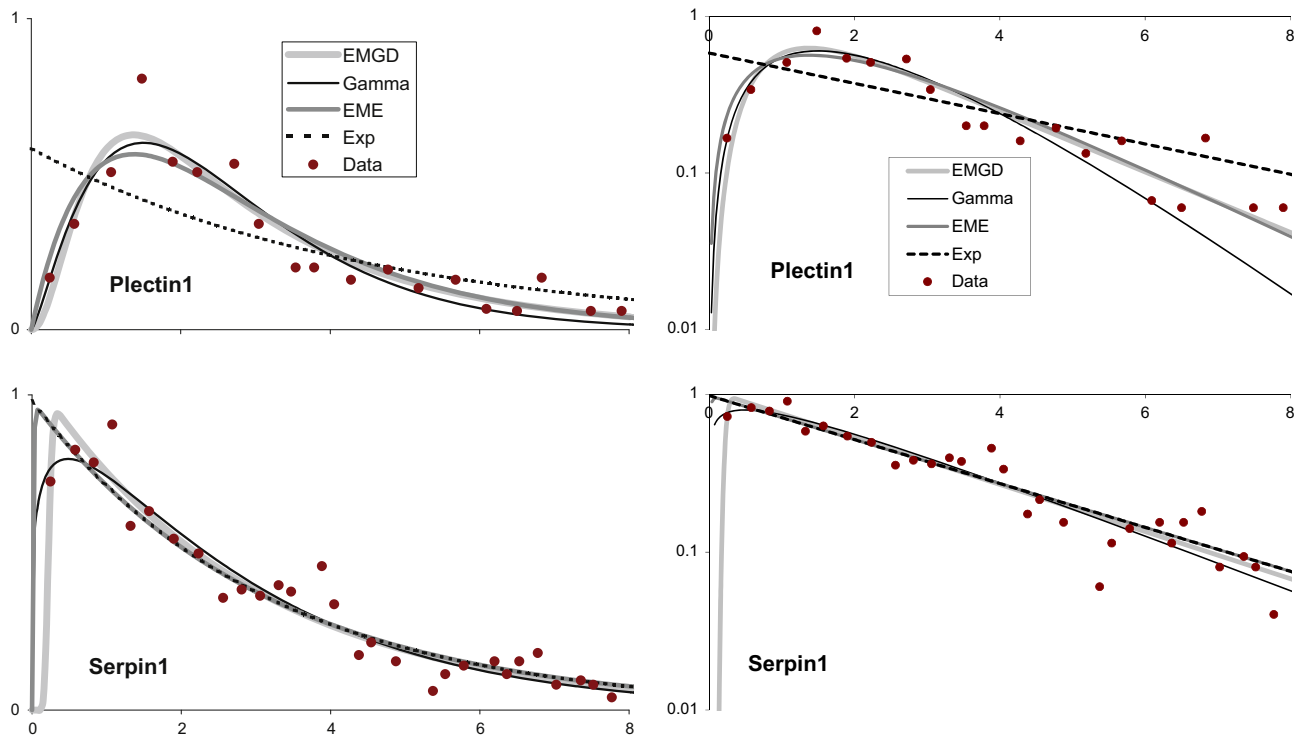 1
EMGD
Gamma
EME
Exp
Data
Plectin1
0
1
0 2 4 6 8
0.1
EMGD
Gamma
EME
Exp
Data
Plectin1
0.01
1
Serpin1
0
0 2 4 6 8
1
0 2 4 6 8
0.1
Serpin1
0.01